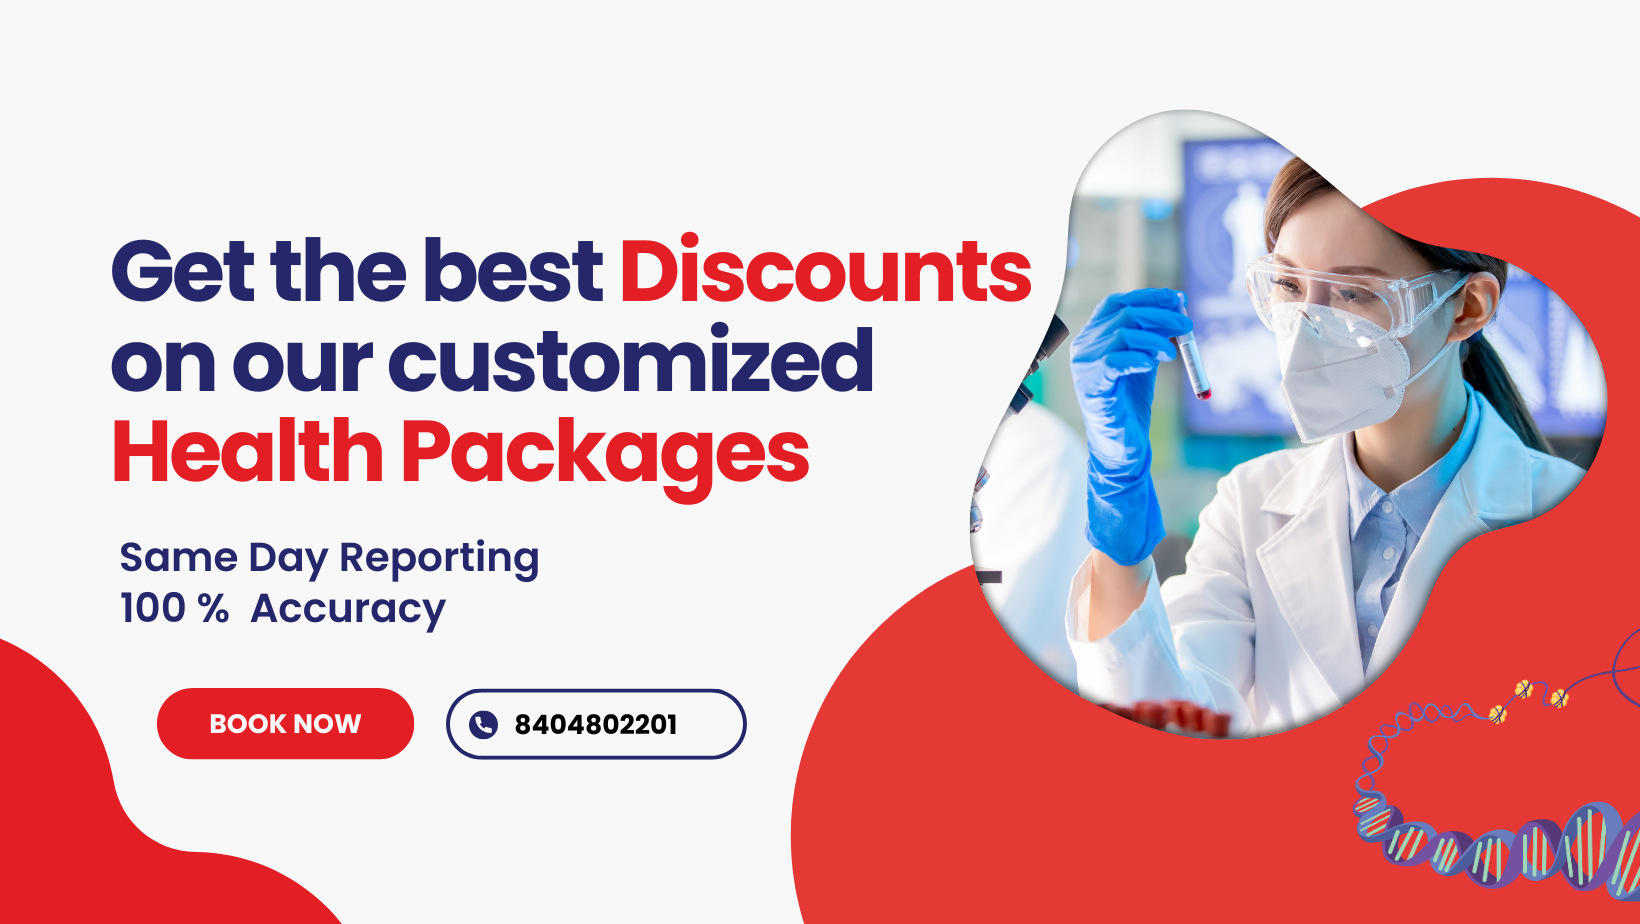 Get the best Discounts
on our customized
Health Packages
Same Day Reporting
100 %  Accuracy
BOOK NOW
8404802201